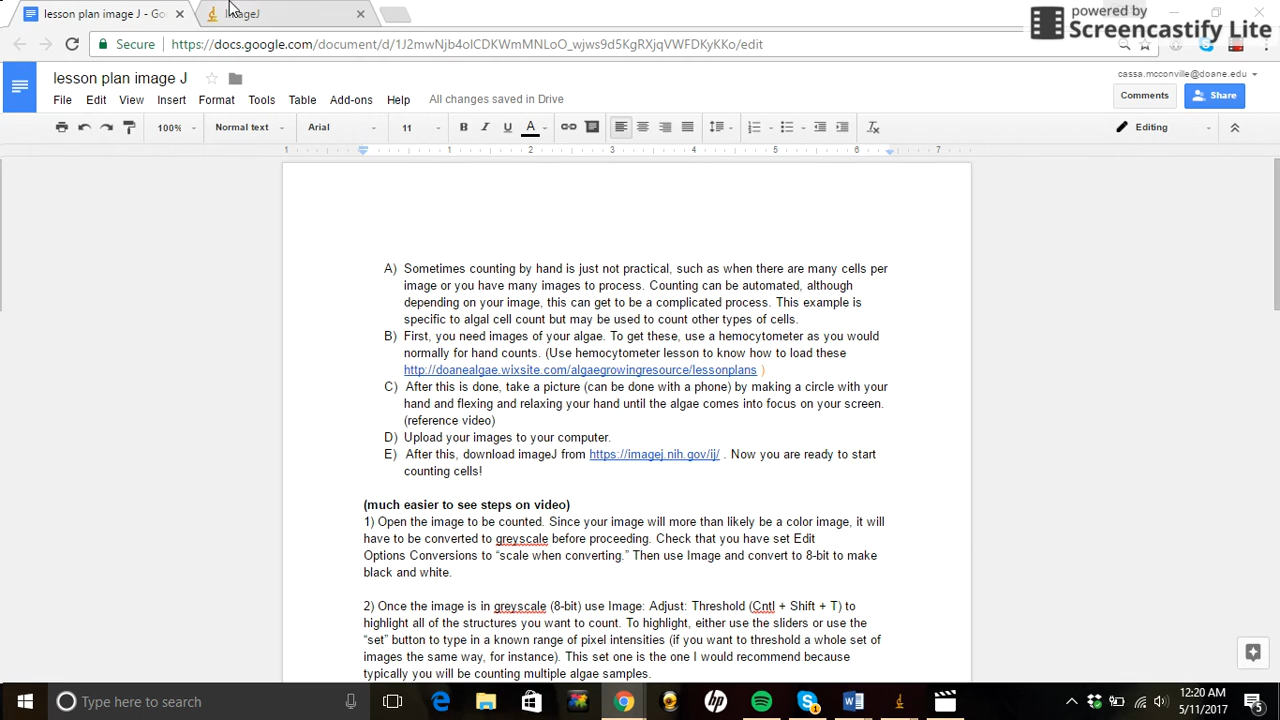 lesson plan image J - Go
ImageJ
powered by
Screencastify Lite
Secure
https://docs.google.com/document/d/1J2mwNjb4olCDKWmMNLoO_wjws9d5KgRXjqVWFDKyKKo/edit
lesson plan image J
cassa.mcconville@doane.edu
File Edit View Insert Format Tools Table Add-ons Help All changes saved in Drive
Comments
Share
100% Normal text Arial 11 B I U A Editing
1 1 2 3 4 5 6 7
A) Sometimes counting by hand is just not practical, such as when there are many cells per
image or you have many images to process. Counting can be automated, although
depending on your image, this can get to be a complicated process. This example is
specific to algal cell count but may be used to count other types of cells.
B) First, you need images of your algae. To get these, use a hemocytometer as you would
normally for hand counts. (Use hemocytometer lesson to know how to load these
http://doanealgae.wixsite.com/algaegrowingresource/lessonplans )
C) After this is done, take a picture (can be done with a phone) by making a circle with your
hand and flexing and relaxing your hand until the algae comes into focus on your screen.
(reference video)
D) Upload your images to your computer.
E) After this, download imageJ from https://imagej.nih.gov/ij/ . Now you are ready to start
counting cells!
(much easier to see steps on video)
1) Open the image to be counted. Since your image will more than likely be a color image, it will
have to be converted to greyscale before proceeding. Check that you have set Edit
Options Conversions to “scale when converting.” Then use Image and convert to 8-bit to make
black and white.
2) Once the image is in greyscale (8-bit) use Image: Adjust: Threshold (Cntl + Shift + T) to
highlight all of the structures you want to count. To highlight, either use the sliders or use the
“set” button to type in a known range of pixel intensities (if you want to threshold a whole set of
images the same way, for instance). This set one is the one I would recommend because
typically you will be counting multiple algae samples.
Type here to search
12:20 AM
5/11/2017